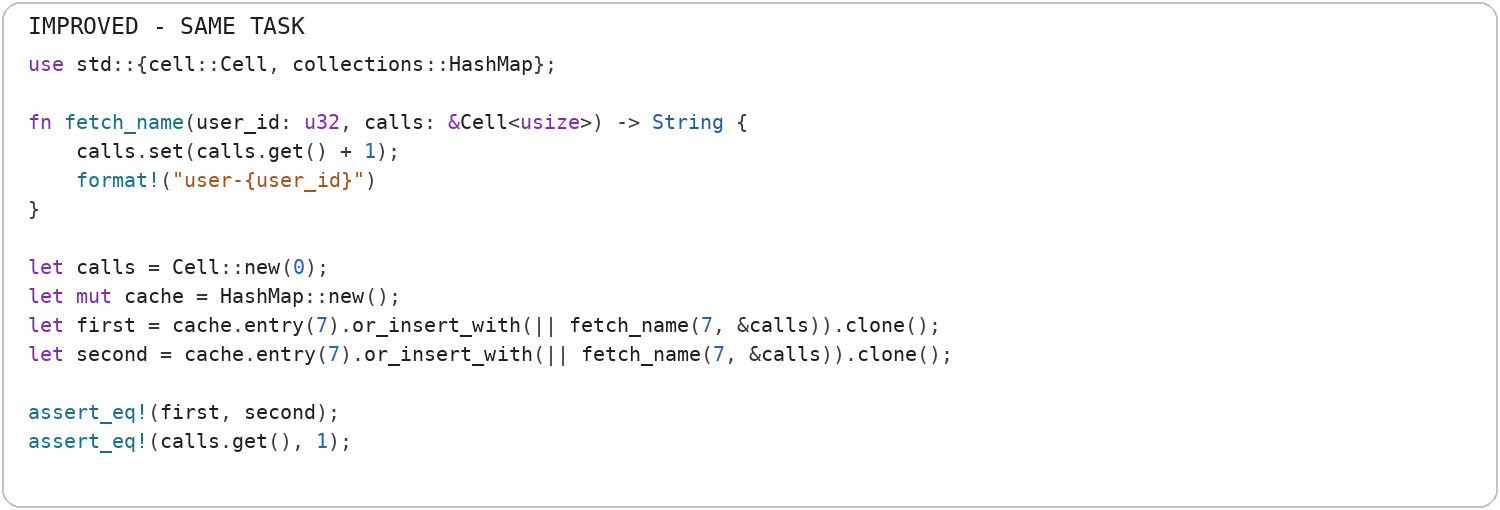 IMPROVED - SAME TASK
use std::{cell::Cell, collections::HashMap};
fn fetch_name(user_id: u32, calls: &Cell<usize>) -> String {
    calls.set(calls.get() + 1);
    format!("user-{user_id}")
}
let calls = Cell::new(0);
let mut cache = HashMap::new();
let first = cache.entry(7).or_insert_with(|| fetch_name(7, &calls)).clone();
let second = cache.entry(7).or_insert_with(|| fetch_name(7, &calls)).clone();
assert_eq!(first, second);
assert_eq!(calls.get(), 1);